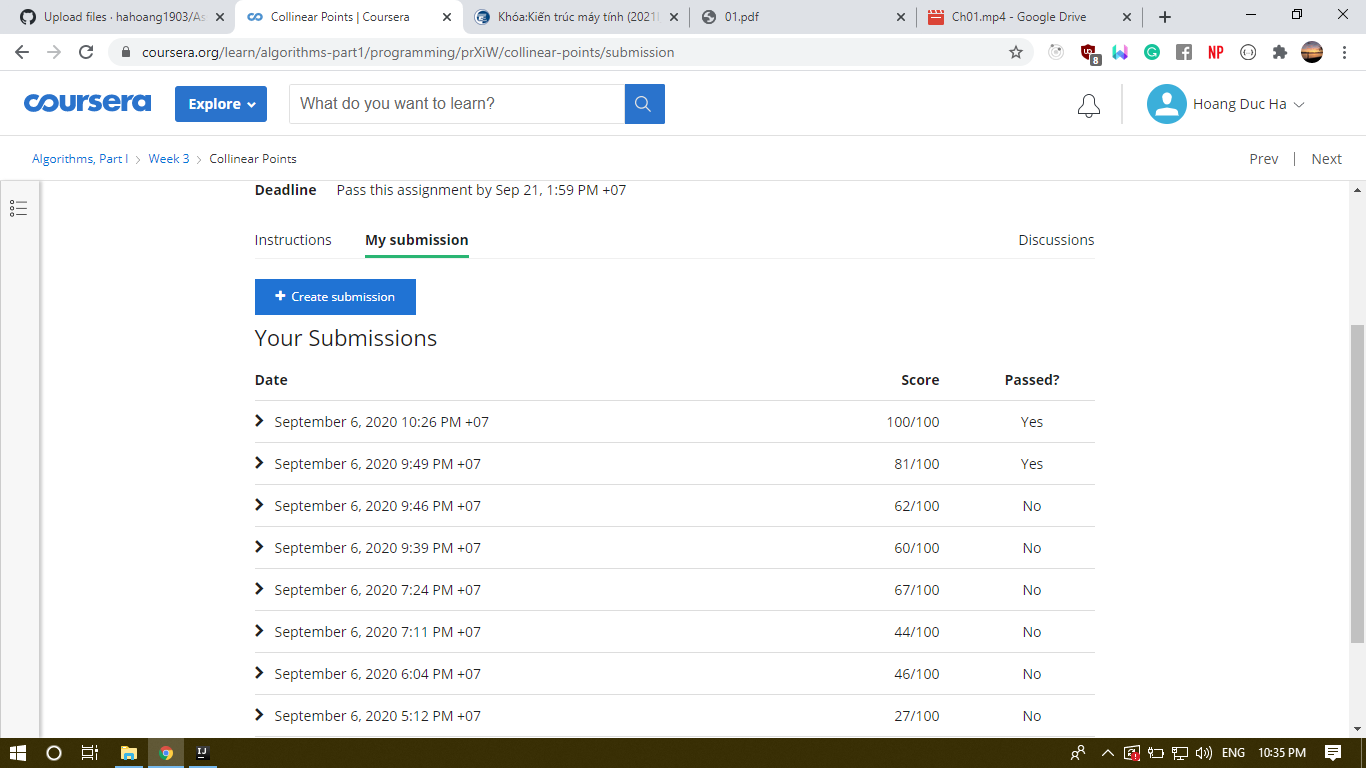 Upload files · hahoang1903/As
Collinear Points | Coursera
Khóa:Kiến trúc máy tính (2021I
01.pdf
Ch01.mp4 - Google Drive
coursera.org/learn/algorithms-part1/programming/prXiW/collinear-points/submission
8
NP
coursera
Explore
What do you want to learn?
Hoang Duc Ha
Algorithms, Part I > Week 3 > Collinear Points
Prev | Next
Deadline Pass this assignment by Sep 21, 1:59 PM +07
Instructions My submission Discussions
+ Create submission
Your Submissions
Date Score Passed?
September 6, 2020 10:26 PM +07 100/100 Yes
September 6, 2020 9:49 PM +07 81/100 Yes
September 6, 2020 9:46 PM +07 62/100 No
September 6, 2020 9:39 PM +07 60/100 No
September 6, 2020 7:24 PM +07 67/100 No
September 6, 2020 7:11 PM +07 44/100 No
September 6, 2020 6:04 PM +07 46/100 No
September 6, 2020 5:12 PM +07 27/100 No
IJ
ENG 10:35 PM